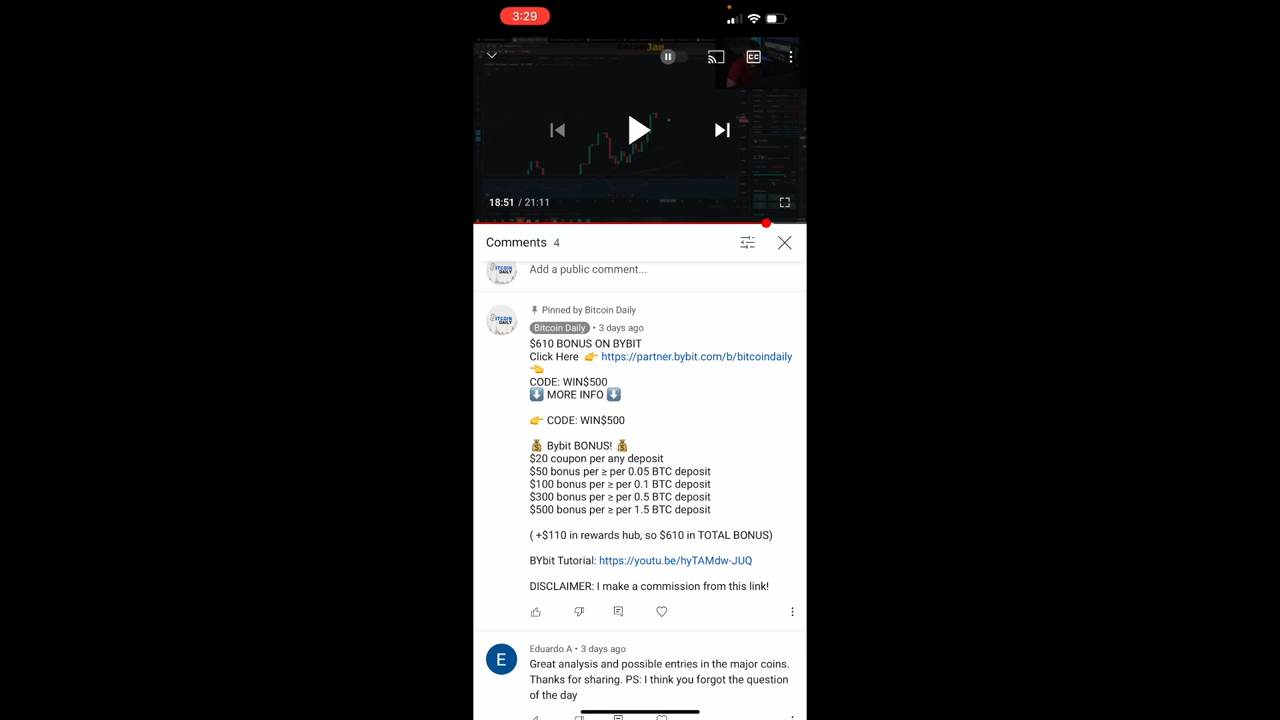 3:29
CC
18:51 / 21:11
Comments 4
BITCOIN
DAILY
Add a public comment...
Pinned by Bitcoin Daily
BITCOIN
DAILY
Bitcoin Daily • 3 days ago
$610 BONUS ON BYBIT
Click Here 👉 https://partner.bybit.com/b/bitcoindaily
👈
CODE: WIN$500
⬇️ MORE INFO ⬇️
👉 CODE: WIN$500
💰 Bybit BONUS! 💰
$20 coupon per any deposit
$50 bonus per ≥ per 0.05 BTC deposit
$100 bonus per ≥ per 0.1 BTC deposit
$300 bonus per ≥ per 0.5 BTC deposit
$500 bonus per ≥ per 1.5 BTC deposit
( +$110 in rewards hub, so $610 in TOTAL BONUS)
BYbit Tutorial: https://youtu.be/hyTAMdw-JUQ
DISCLAIMER: I make a commission from this link!
E
Eduardo A • 3 days ago
Great analysis and possible entries in the major coins.
Thanks for sharing. PS: I think you forgot the question
of the day